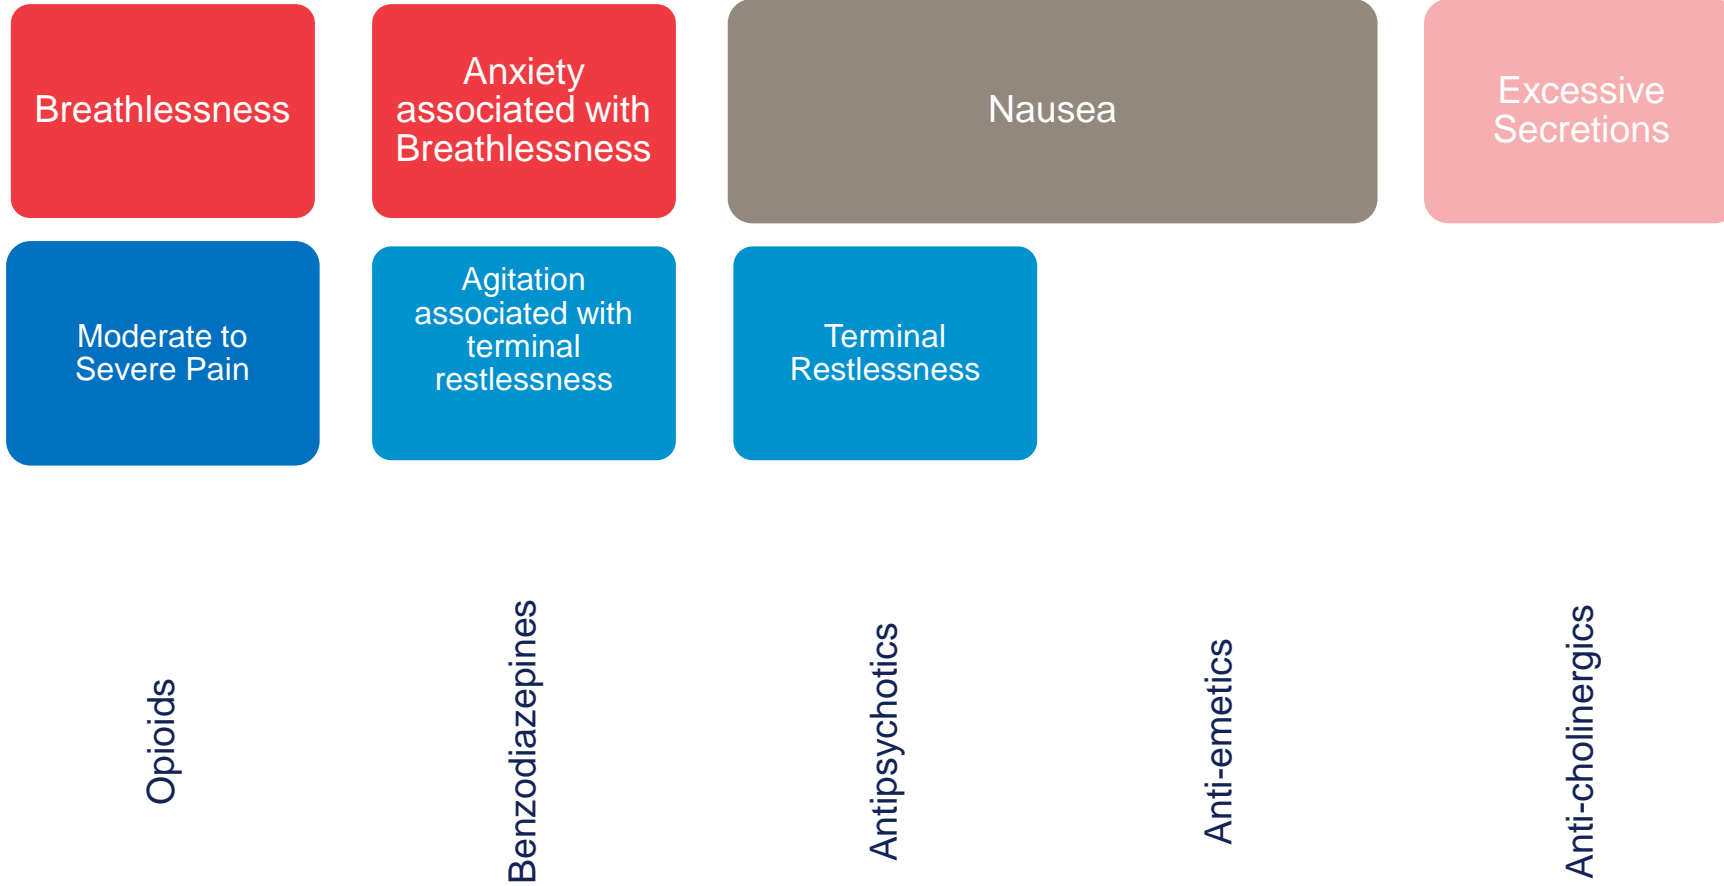 Breathlessness
Anxiety
associated with
Breathlessness
Nausea
Excessive
Secretions
Moderate to
Severe Pain
Agitation
associated with
terminal
restlessness
Terminal
Restlessness
Opioids
Benzodiazepines
Antipsychotics
Anti-emetics
Anti-cholinergics